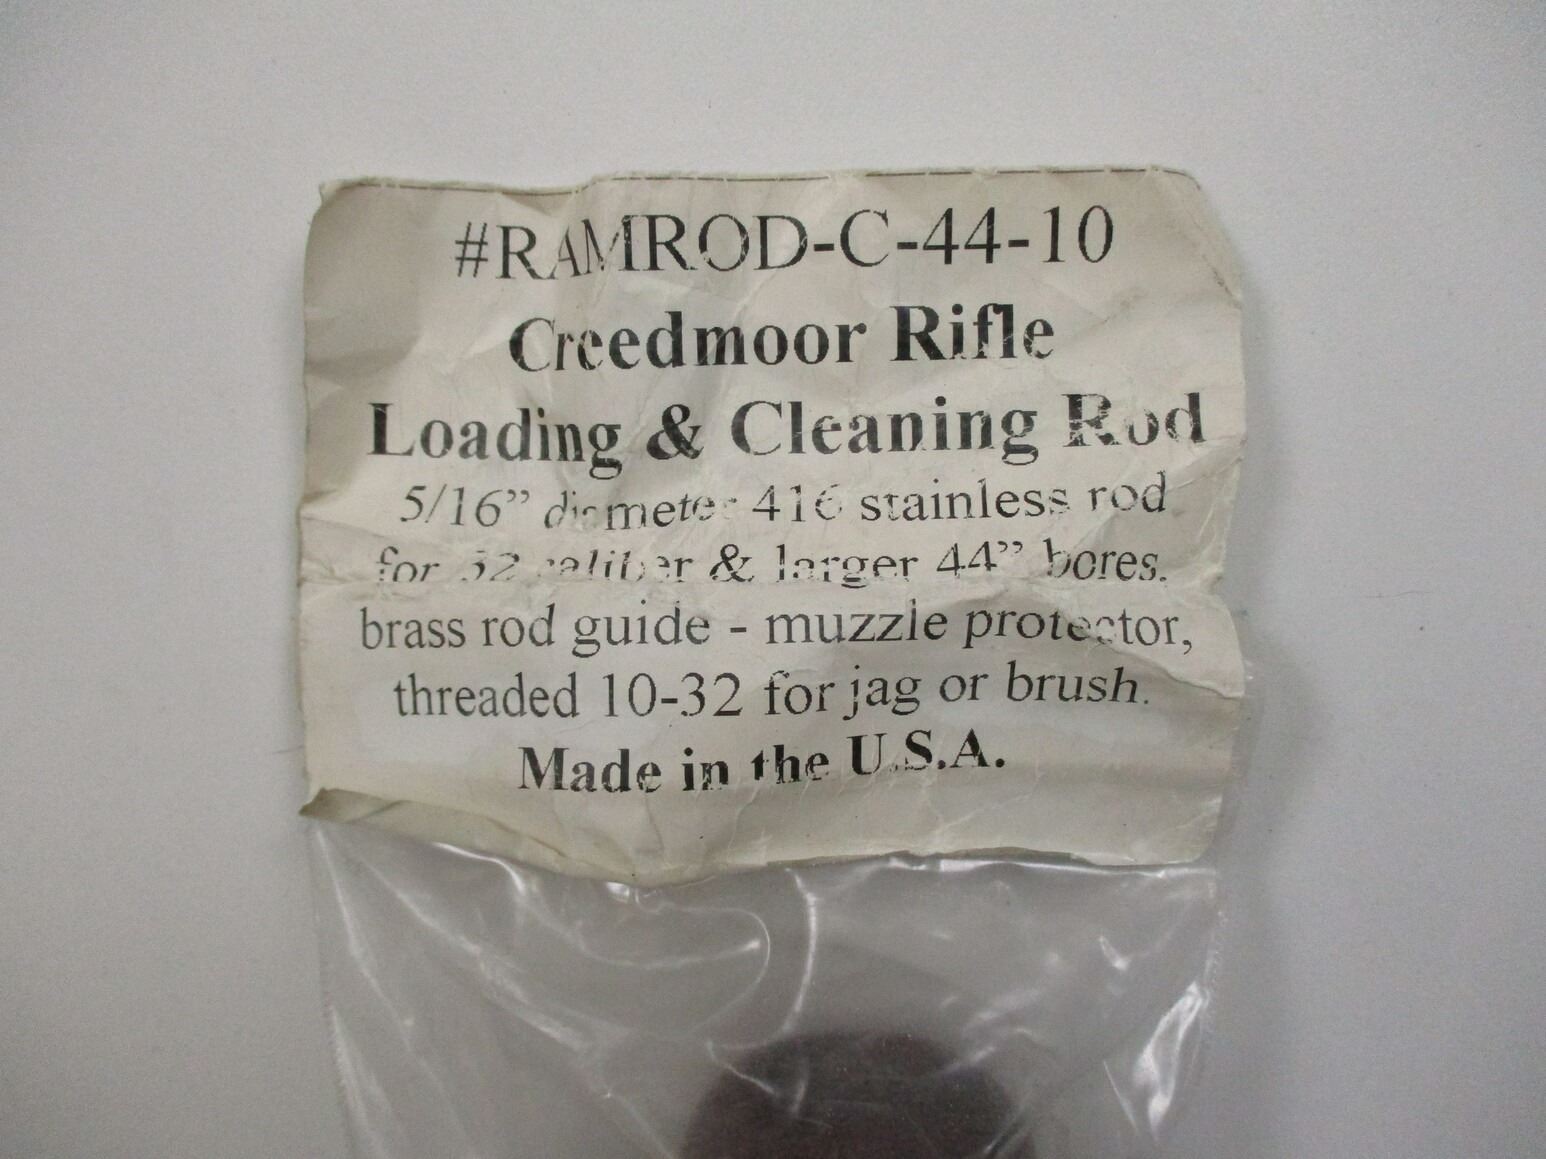 #RAMROD-C-44-10
Creedmoor Rifle
Loading & Cleaning Rod
5/16” diameter 416 stainless rod
for caliber & larger 44” bores.
brass rod guide - muzzle protector,
threaded 10-32 for jag or brush.
Made in the U.S.A.